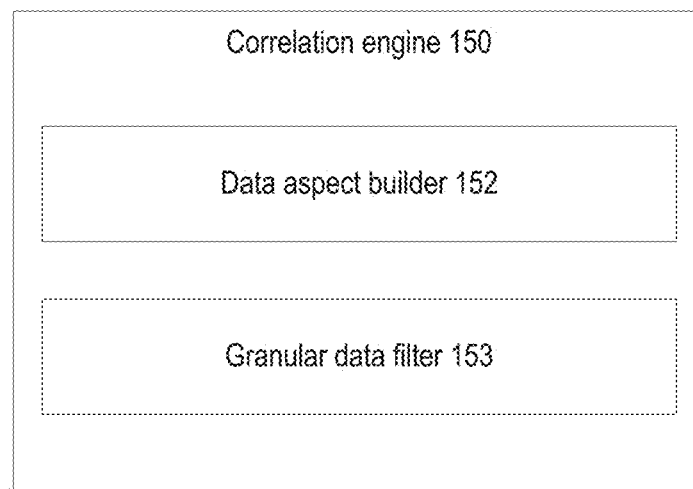 Correlation engine 150
Data aspect builder 152
Granular data filter 153